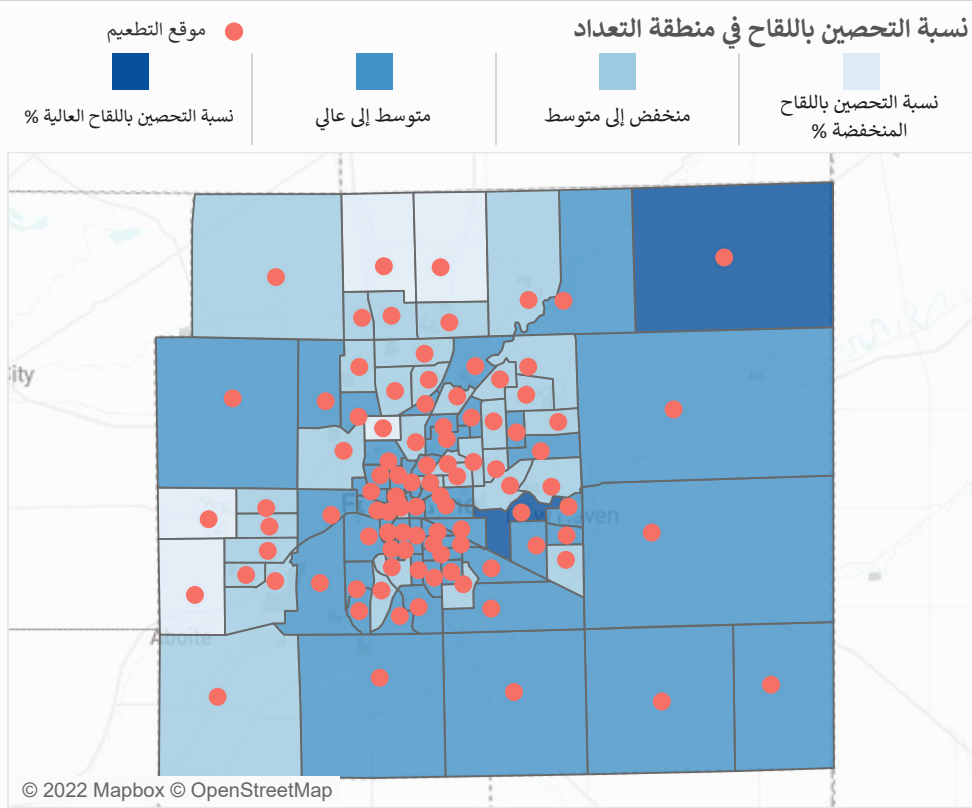 نسبة التحصين باللقاح في منطقة التعداد
موقع التطعيم
نسبة التحصين باللقاح المنخفضة %
منخفض إلى متوسط
متوسط إلى عالي
نسبة التحصين باللقاح العالية %
ity
Aboite
© 2022 Mapbox © OpenStreetMap